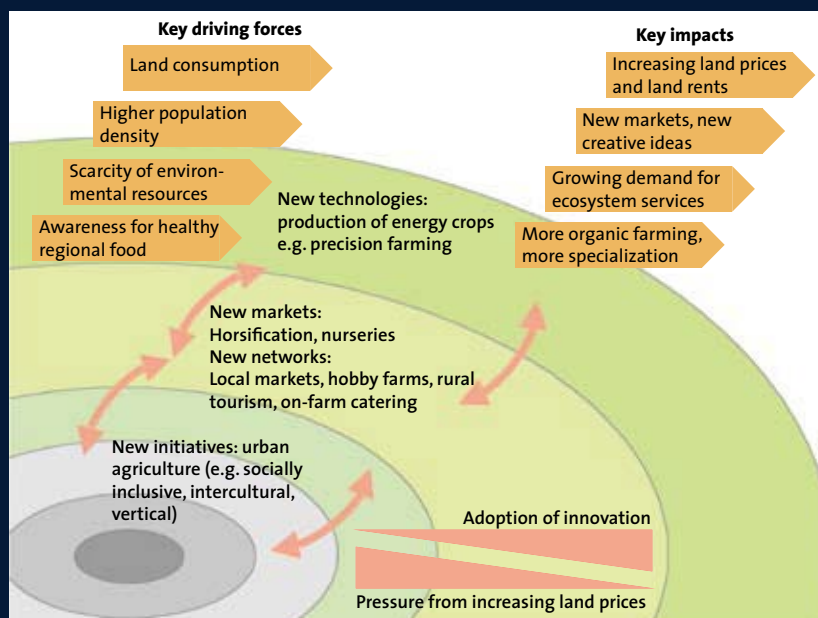 Key driving forces
Land consumption
Higher population
density
Scarcity of environ-
mental resources
Awareness for healthy
regional food
Key impacts
Increasing land prices
and land rents
New markets, new
creative ideas
Growing demand for
ecosystem services
More organic farming,
more specialization
New technologies:
production of energy crops
e.g. precision farming
New markets:
Horsification, nurseries
New networks:
Local markets, hobby farms, rural
tourism, on-farm catering
New initiatives: urban
agriculture (e.g. socially
inclusive, intercultural,
vertical)
Adoption of innovation
Pressure from increasing land prices